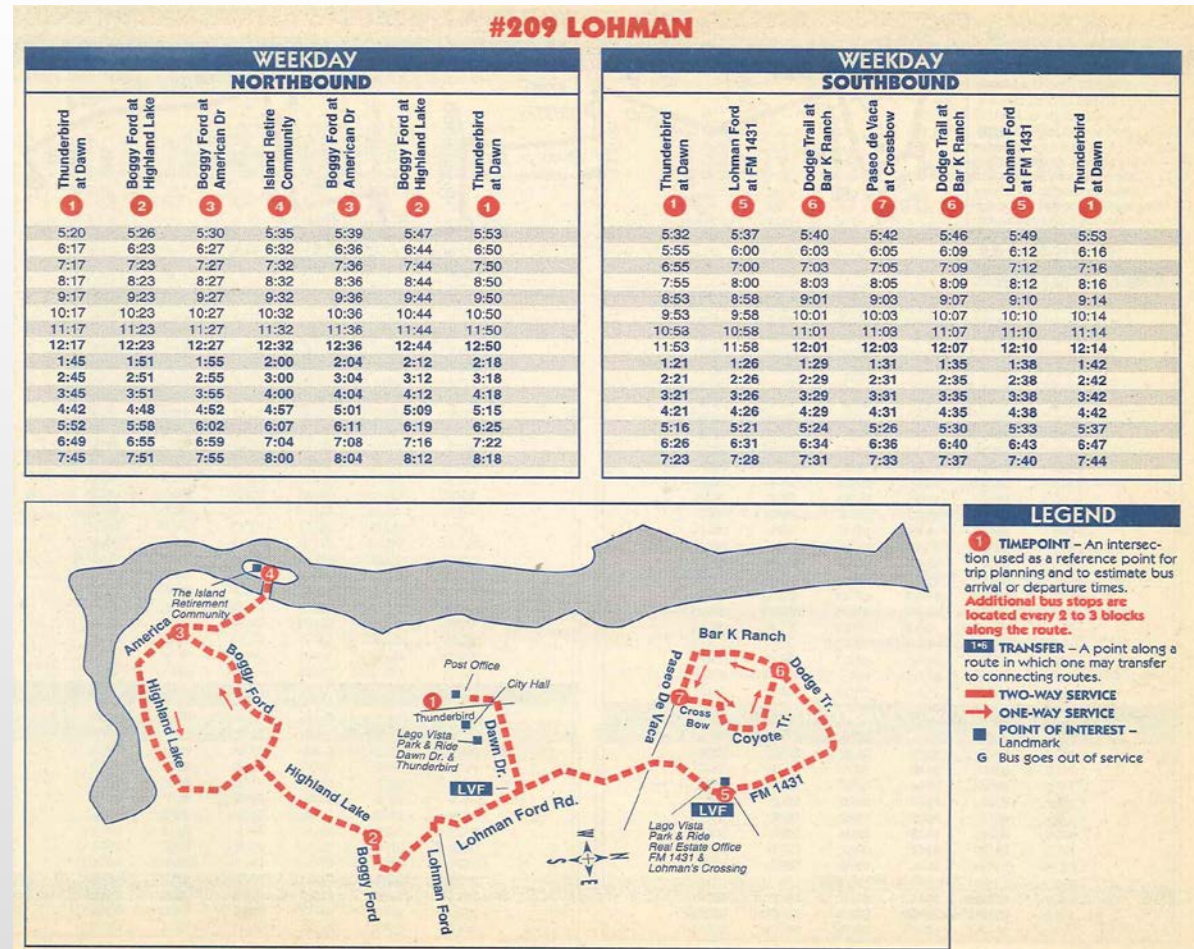 #209 LOHMAN
WEEKDAY
NORTHBOUND
Thunderbird at Dawn
Boggy Ford at Highland Lake
Boggy Ford at American Dr
Island Retire Community
Boggy Ford at American Dr
Boggy Ford at Highland Lake
Thunderbird at Dawn
1 2 3 4 3 2 1
5:20 5:26 5:30 5:35 5:39 5:47 5:53
6:17 6:23 6:27 6:32 6:36 6:44 6:50
7:17 7:23 7:27 7:32 7:36 7:44 7:50
8:17 8:23 8:27 8:32 8:36 8:44 8:50
9:17 9:23 9:27 9:32 9:36 9:44 9:50
10:17 10:23 10:27 10:32 10:36 10:44 10:50
11:17 11:23 11:27 11:32 11:36 11:44 11:50
12:17 12:23 12:27 12:32 12:36 12:44 12:50
1:45 1:51 1:55 2:00 2:04 2:12 2:18
2:45 2:51 2:55 3:00 3:04 3:12 3:18
3:45 3:51 3:55 4:00 4:04 4:12 4:18
4:42 4:48 4:52 4:57 5:01 5:09 5:15
5:52 5:58 6:02 6:07 6:11 6:19 6:25
6:49 6:55 6:59 7:04 7:08 7:16 7:22
7:45 7:51 7:55 8:00 8:04 8:12 8:18
WEEKDAY
SOUTHBOUND
Thunderbird at Dawn
Lohman Ford at FM 1431
Dodge Trail at Bar K Ranch
Paseo de Vaca at Crossbow
Dodge Trail at Bar K Ranch
Lohman Ford at FM 1431
Thunderbird at Dawn
1 5 6 7 6 5 1
5:32 5:37 5:40 5:42 5:46 5:49 5:53
5:55 6:00 6:03 6:05 6:09 6:12 6:16
6:55 7:00 7:03 7:05 7:09 7:12 7:16
7:55 8:00 8:03 8:05 8:09 8:12 8:16
8:53 8:58 9:01 9:03 9:07 9:10 9:14
9:53 9:58 10:01 10:03 10:07 10:10 10:14
10:53 10:58 11:01 11:03 11:07 11:10 11:14
11:53 11:58 12:01 12:03 12:07 12:10 12:14
1:21 1:26 1:29 1:31 1:35 1:38 1:42
2:21 2:26 2:29 2:31 2:35 2:38 2:42
3:21 3:26 3:29 3:31 3:35 3:38 3:42
4:21 4:26 4:29 4:31 4:35 4:38 4:42
5:16 5:21 5:24 5:26 5:30 5:33 5:37
6:26 6:31 6:34 6:36 6:40 6:43 6:47
7:23 7:28 7:31 7:33 7:37 7:40 7:44
4
The Island
Retirement
Community
America
3
Boggy Ford
Highland Lake
Highland Lake
2
Boggy Ford
Lohman Ford
Post Office
City Hall
1
Thunderbird
Lago Vista
Park & Ride
Dawn Dr. &
Thunderbird
Dawn Dr.
LVF
Lohman Ford Rd.
W
S N
E
Bar K Ranch
Paseo De Vaca
6
7
Cross
Bow
Coyote Tr.
Dodge Tr.
FM 1431
5
LVF
Lago Vista
Park & Ride
Real Estate Office
FM 1431 &
Lohman's Crossing
LEGEND
1 TIMEPOINT – An intersec-
tion used as a reference point for
trip planning and to estimate bus
arrival or departure times.
Additional bus stops are
located every 2 to 3 blocks
along the route.
1•6 TRANSFER – A point along a
route in which one may transfer
to connecting routes.
TWO-WAY SERVICE
ONE-WAY SERVICE
POINT OF INTEREST –
Landmark
G Bus goes out of service